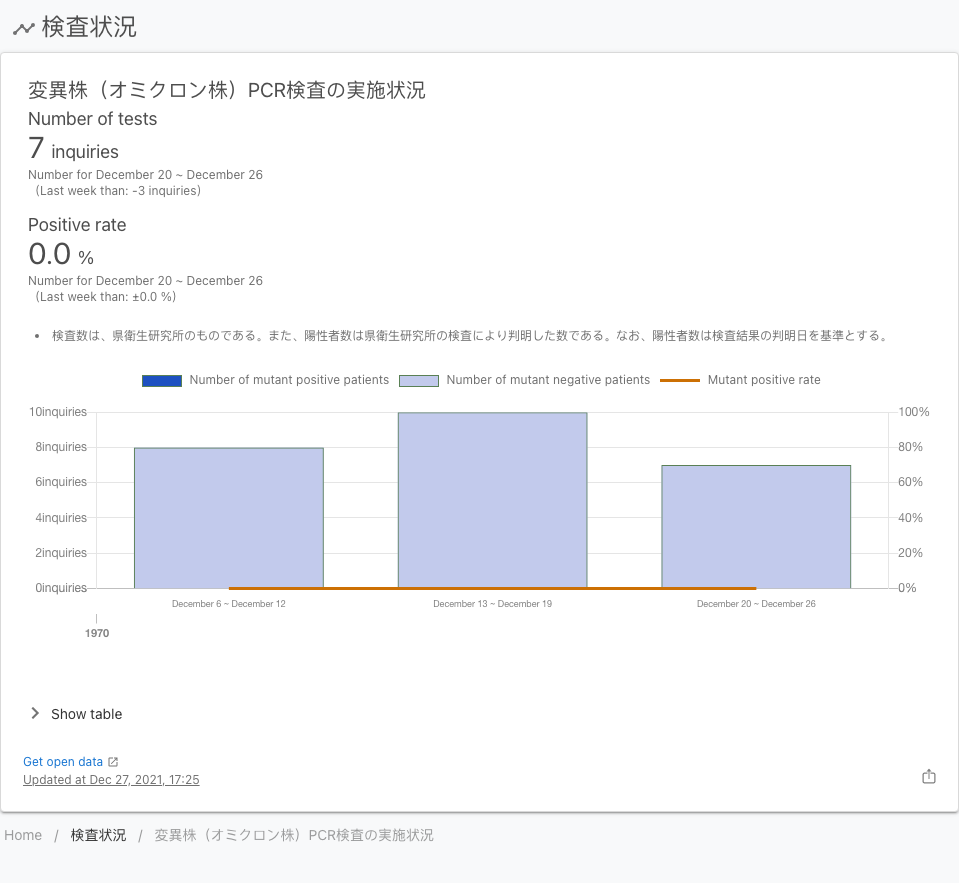 検査状況
変異株（オミクロン株）PCR検査の実施状況
Number of tests
7 inquiries
Number for December 20 ~ December 26
（Last week than: -3 inquiries)
Positive rate
0.0 %
Number for December 20 ~ December 26
（Last week than: ±0.0 %)
• 検査数は、県衛生研究所のものである。また、陽性者数は県衛生研究所の検査により判明した数である。なお、陽性者数は検査結果の判明日を基準とする。
Number of mutant positive patients Number of mutant negative patients Mutant positive rate
10inquiries 100%
8inquiries 80%
6inquiries 60%
4inquiries 40%
2inquiries 20%
0inquiries 0%
December 6 ~ December 12 December 13 ~ December 19 December 20 ~ December 26
1970
Show table
Get open data
Updated at Dec 27, 2021, 17:25
Home / 検査状況 / 変異株（オミクロン株）PCR検査の実施状況